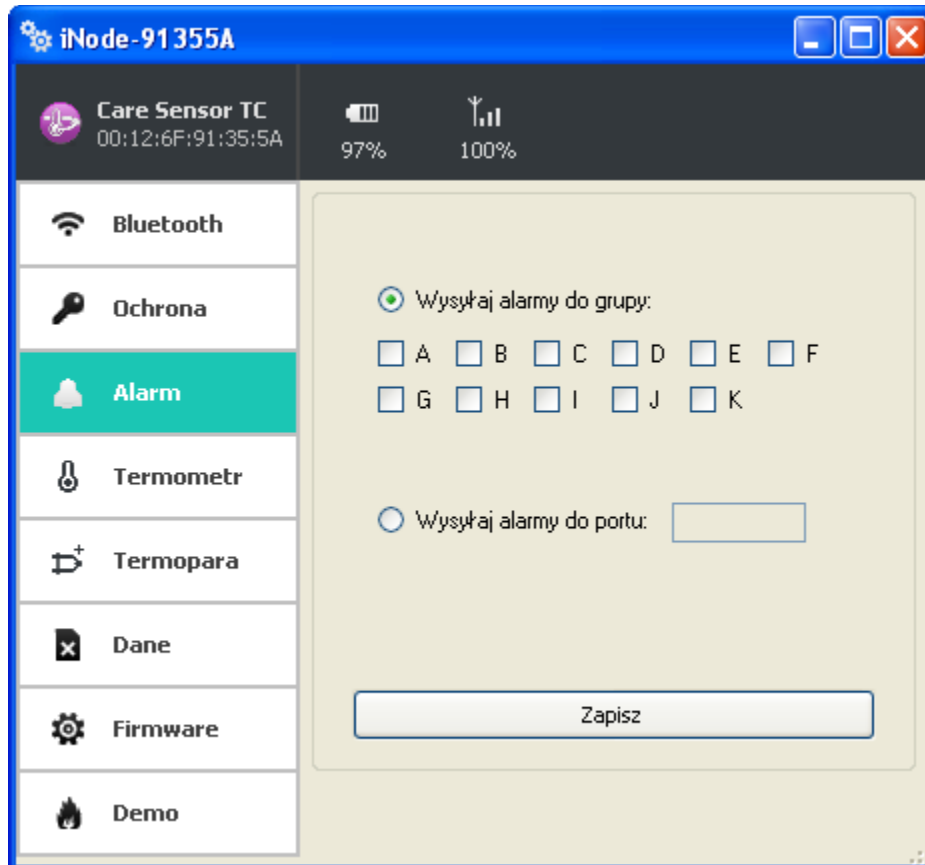 iNode-91355A
Care Sensor TC
00:12:6F:91:35:5A
97%
100%
Bluetooth
Ochrona
Alarm
Termometr
Termopara
Dane
Firmware
Demo
Wysyłaj alarmy do grupy:
A B C D E F
G H I J K
Wysyłaj alarmy do portu:
Zapisz